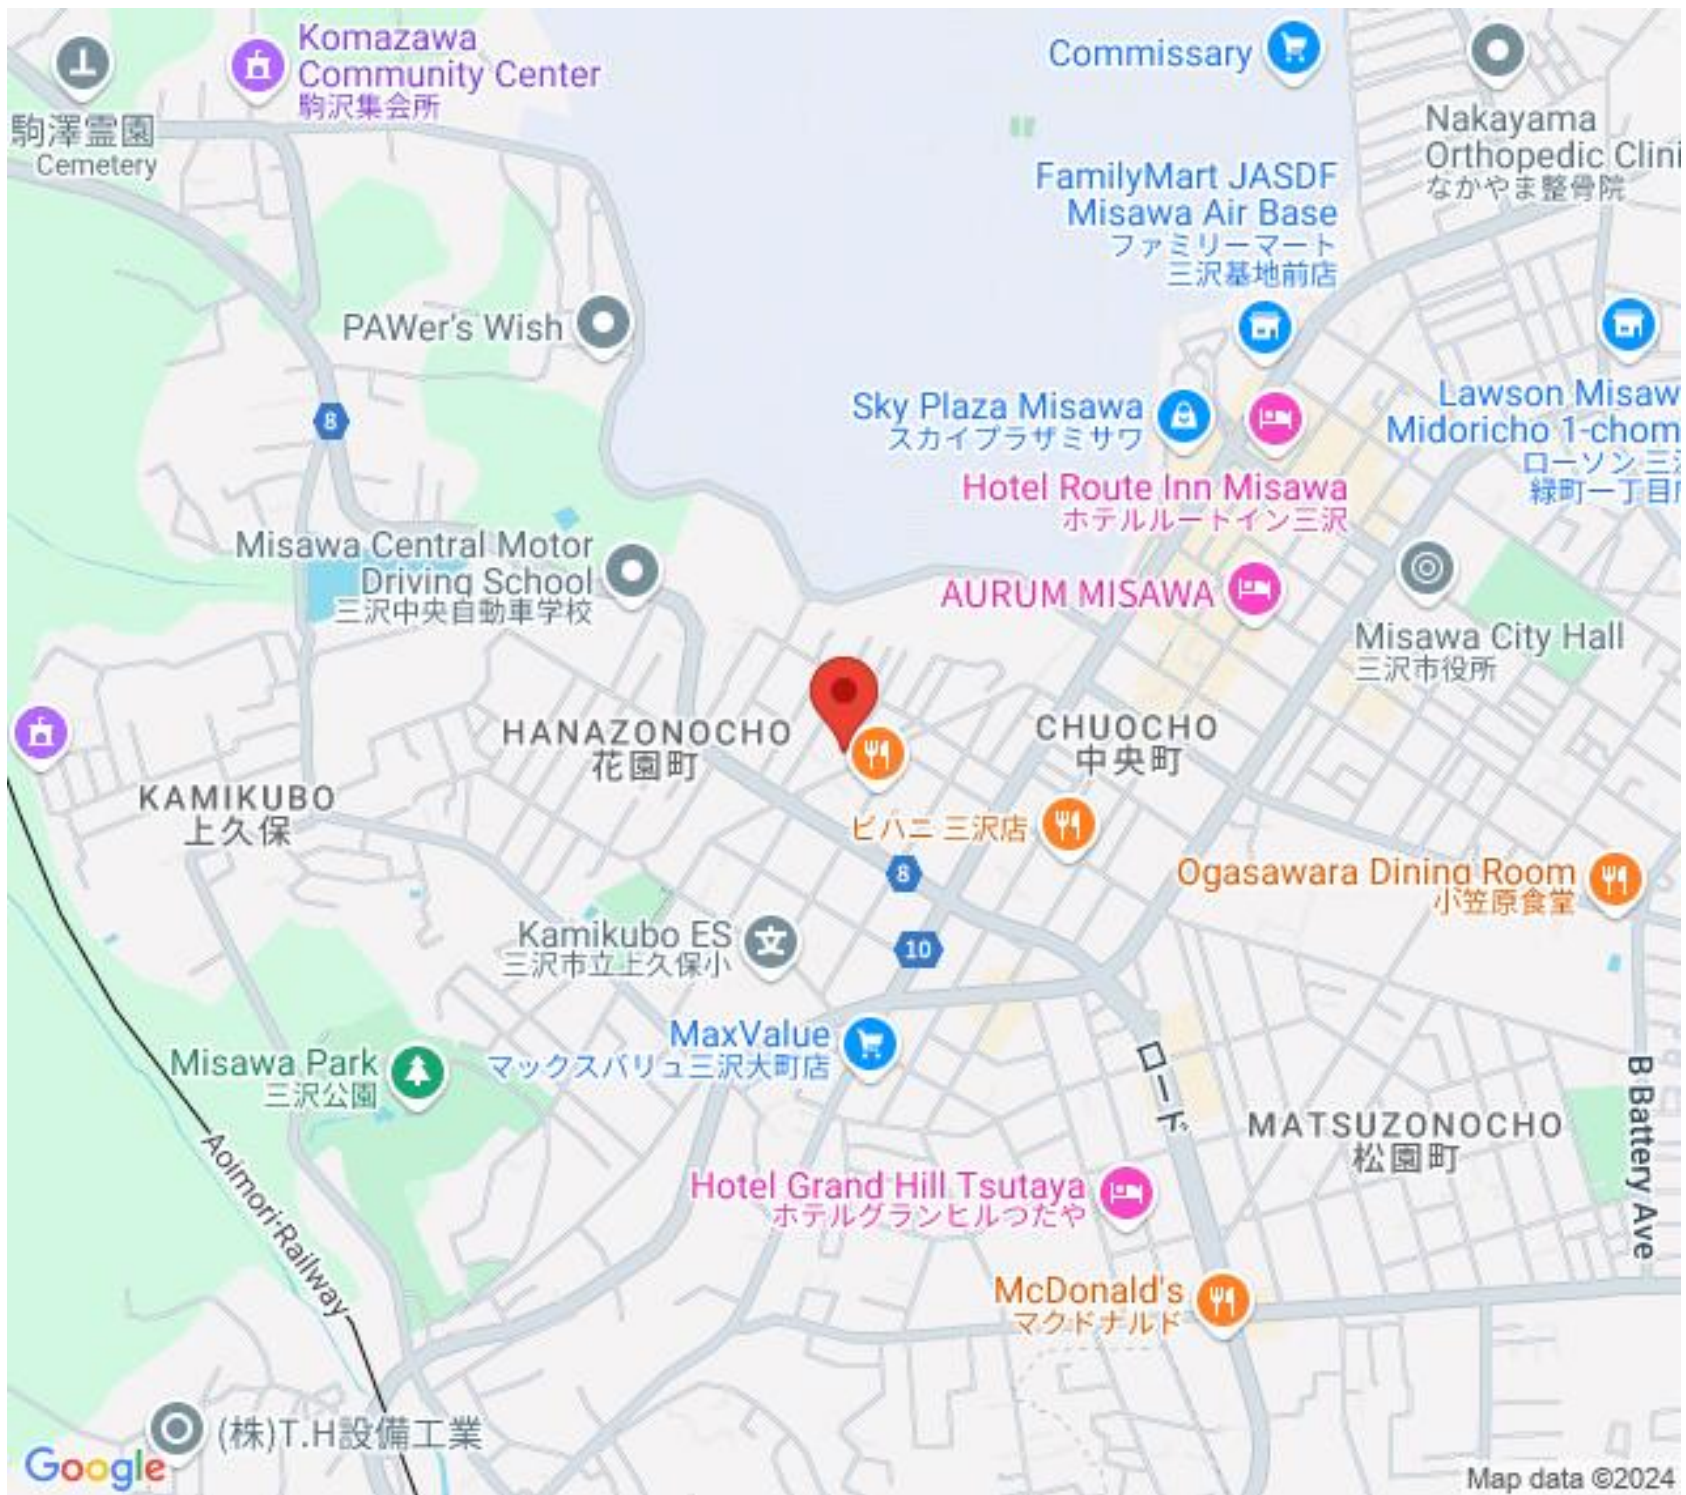 Komazawa
Community Center
駒沢集会所
Commissary
駒澤霊園
Cemetery
Nakayama
Orthopedic Clini
なかやま整骨院
FamilyMart JASDF
Misawa Air Base
ファミリーマート
三沢基地前店
PAWer's Wish
8
Sky Plaza Misawa
スカイプラザミサワ
Lawson Misaw
Midoricho 1-chom
ローソン 三沢
緑町一丁目店
Hotel Route Inn Misawa
ホテルルートイン三沢
Misawa Central Motor
Driving School
三沢中央自動車学校
AURUM MISAWA
Misawa City Hall
三沢市役所
HANAZONOCHO
花園町
CHUOCHO
中央町
KAMIKUBO
上久保
ビハニ 三沢店
8
Ogasawara Dining Room
小笠原食堂
Kamikubo ES
三沢市立上久保小
文
10
MaxValue
マックスバリュ三沢大町店
Misawa Park
三沢公園
ロード
B Battery Ave
MATSUZONOCHO
松園町
Aoimori Railway
Hotel Grand Hill Tsutaya
ホテルグランヒルつたや
McDonald's
マクドナルド
(株)T.H設備工業
Google
Map data ©2024